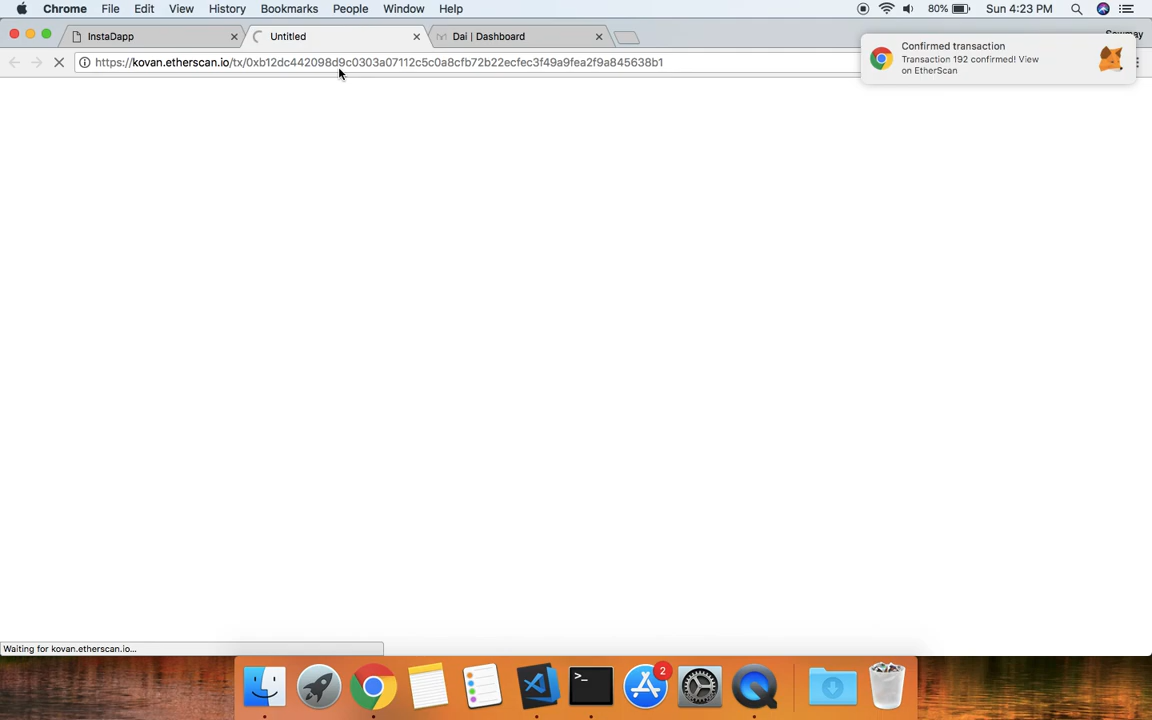 Chrome File Edit View History Bookmarks People Window Help 80% Sun 4:23 PM
InstaDapp Untitled Dai | Dashboard
https://kovan.etherscan.io/tx/0xb12dc442098d9c0303a07112c5c0a8cfb72b22ecfec3f49a9fea2f9a845638b1
Confirmed transaction
Transaction 192 confirmed! View
on EtherScan
Waiting for kovan.etherscan.io...
>_
2